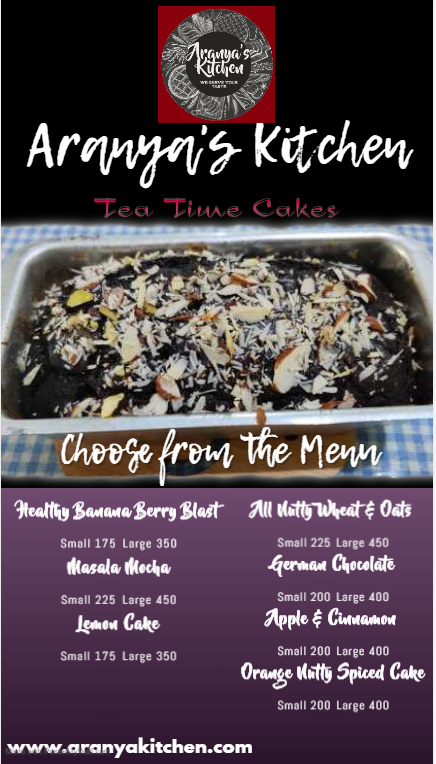 Aranya's
Kitchen
WE SERVE YOUR
TASTE
Aranya's Kitchen
Tea Time Cakes
Choose from the Menu
Healthy Banana Berry Blast
Small 175 Large 350
Masala Mocha
Small 225 Large 450
Lemon Cake
Small 175 Large 350
All Nutty Wheat & Oats
Small 225 Large 450
German Chocolate
Small 200 Large 400
Apple & Cinnamon
Small 200 Large 400
Orange Nutty Spiced Cake
Small 200 Large 400
www.aranyakitchen.com